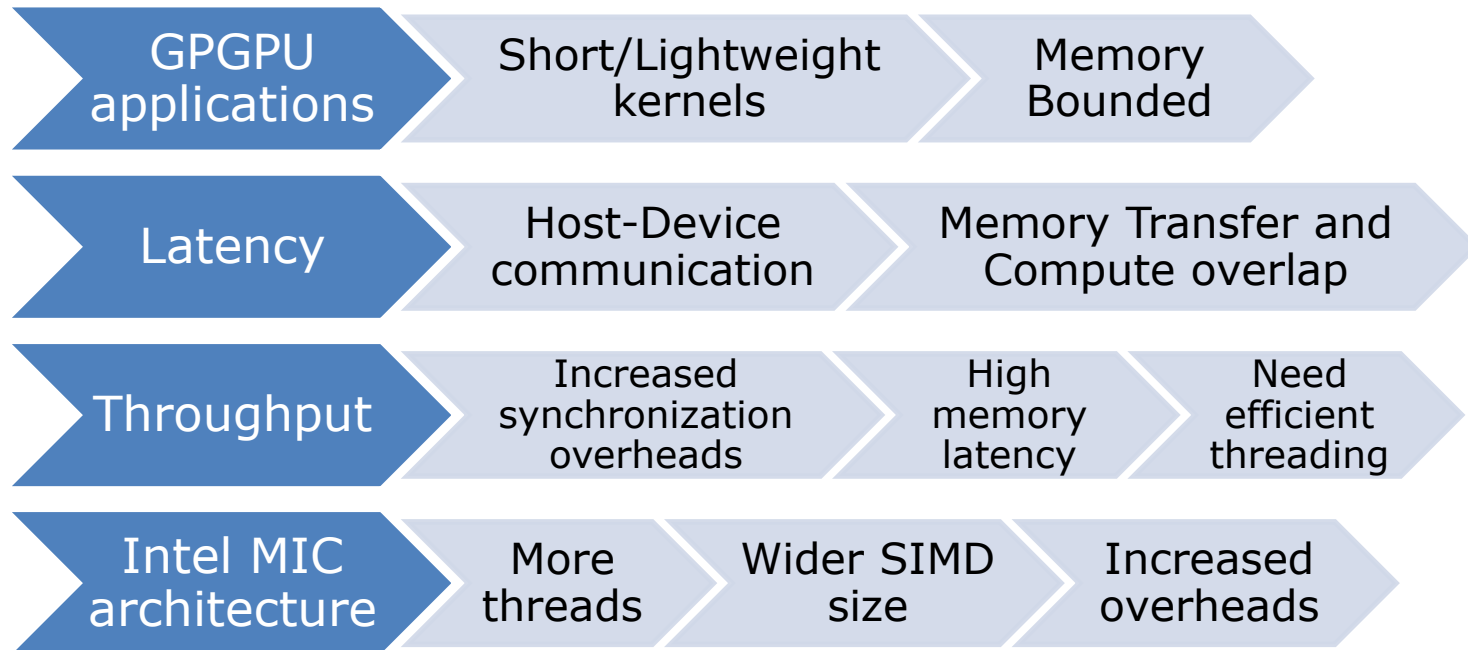 GPGPU
applications
Short/Lightweight
kernels
Memory
Bounded
Latency
Host-Device
communication
Memory Transfer and
Compute overlap
Throughput
Increased
synchronization
overheads
High
memory
latency
Need
efficient
threading
Intel MIC
architecture
More
threads
Wider SIMD
size
Increased
overheads